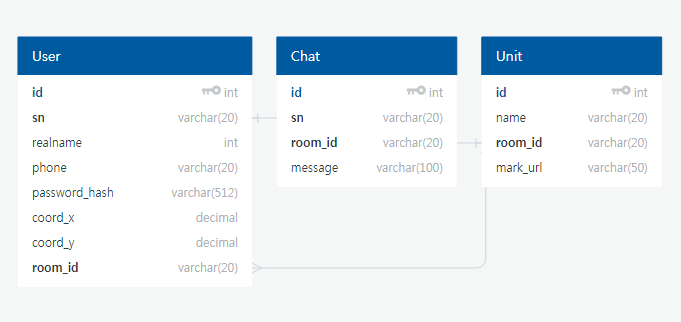 User
id int
sn varchar(20)
realname int
phone varchar(20)
password_hash varchar(512)
coord_x decimal
coord_y decimal
room_id varchar(20)
Chat
id int
sn varchar(20)
room_id varchar(20)
message varchar(100)
Unit
id int
name varchar(20)
room_id varchar(20)
mark_url varchar(50)